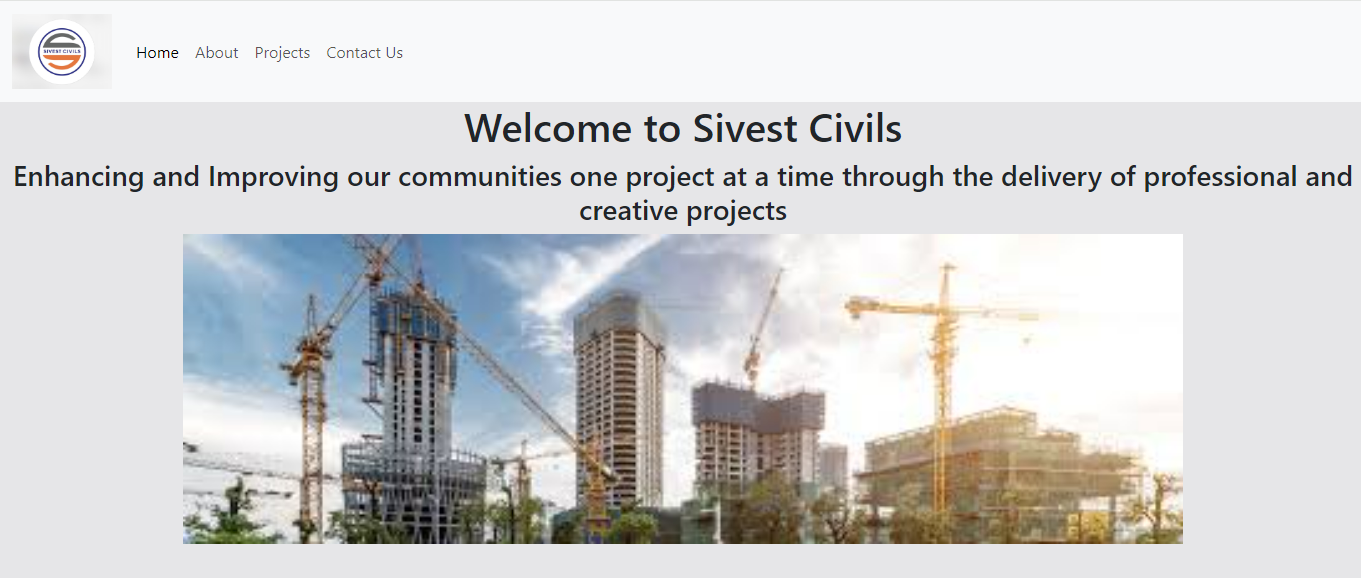 SIVEST CIVILS
Home
About
Projects
Contact Us
Welcome to Sivest Civils
Enhancing and Improving our communities one project at a time through the delivery of professional and
creative projects